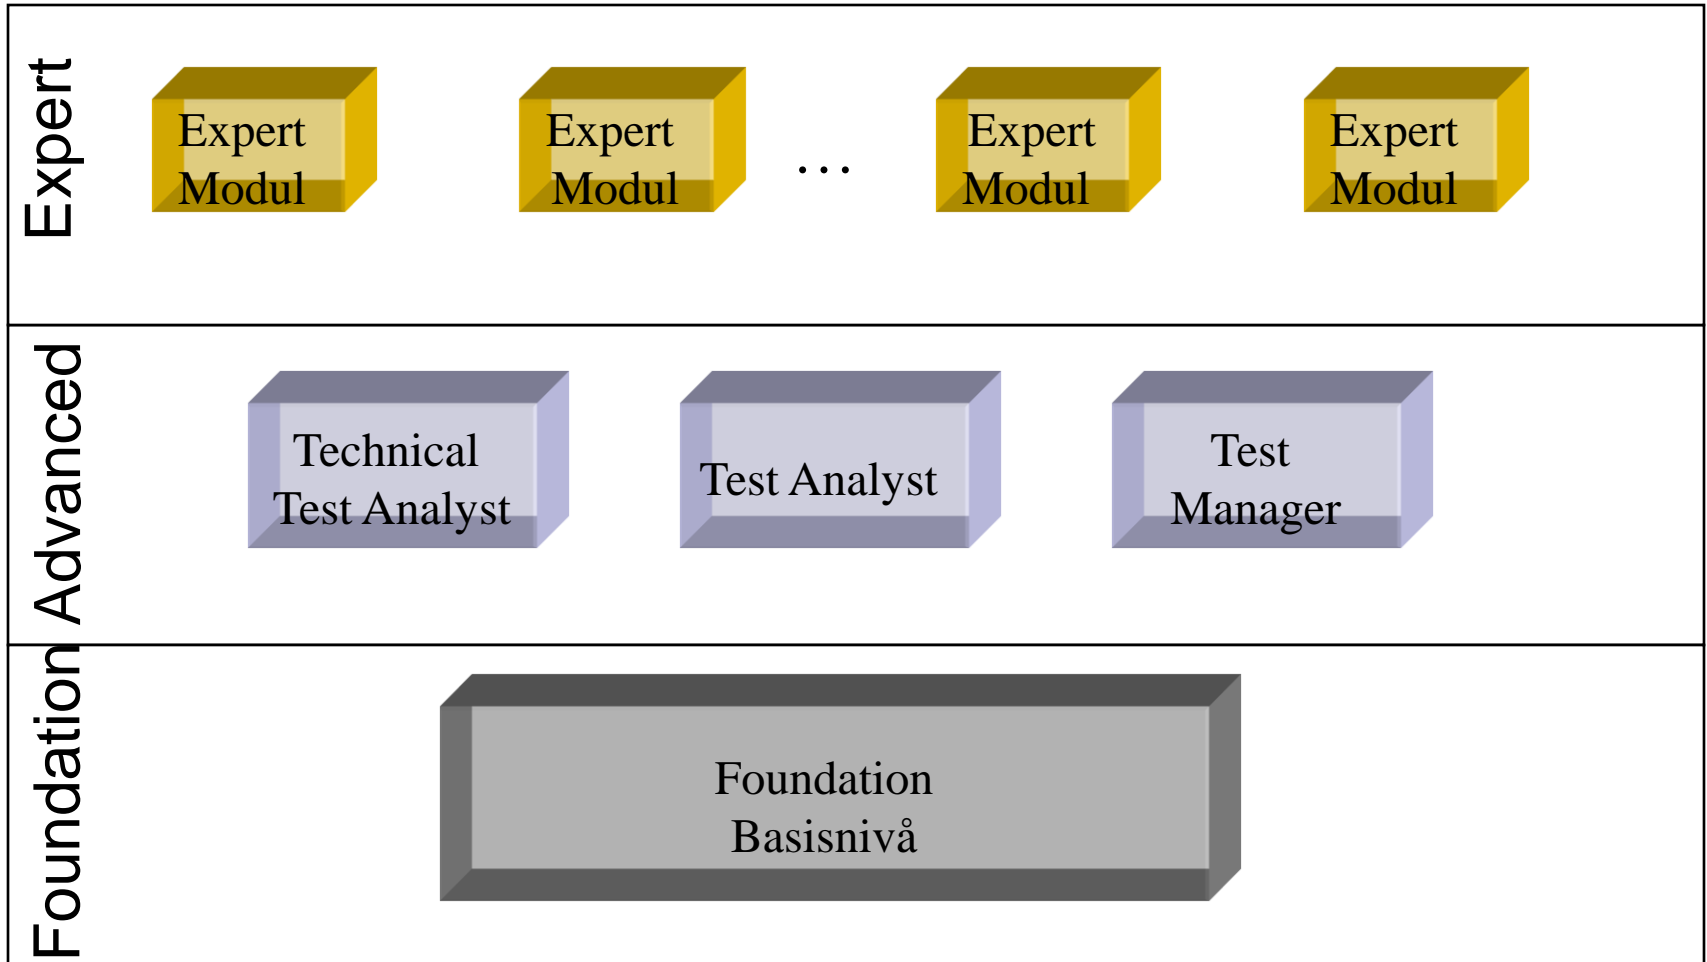 Expert
Expert
Modul
Expert
Modul
...
Expert
Modul
Expert
Modul
Advanced
Technical
Test Analyst
Test Analyst
Test
Manager
Foundation
Foundation
Basisnivå